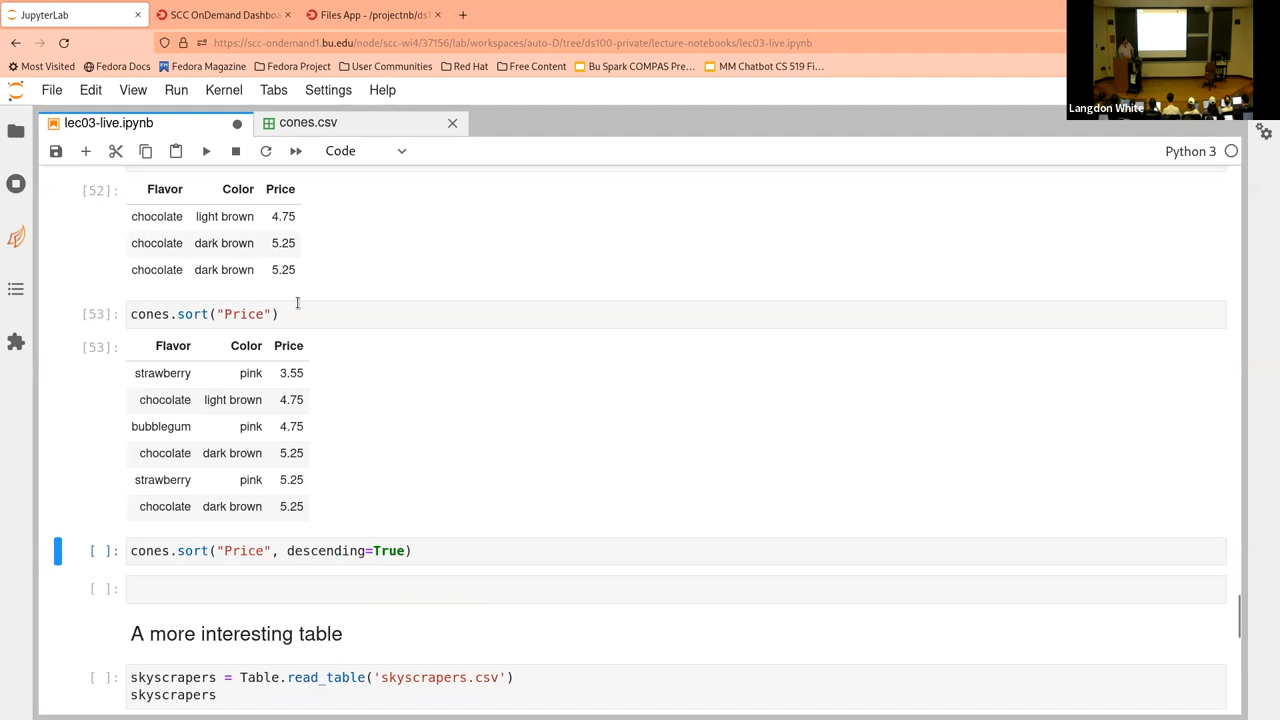 JupyterLab
SCC OnDemand Dashboa
Files App - /projectnb/ds1
https://scc-ondemand1.bu.edu/node/scc-wi4/37156/lab/workspaces/auto-D/tree/ds100-private/lecture-notebooks/lec03-live.ipynb
Most Visited
Fedora Docs
Fedora Magazine
Fedora Project
User Communities
Red Hat
Free Content
Bu Spark COMPAS Pre…
MM Chatbot CS 519 Fi…
Langdon White
File Edit View Run Kernel Tabs Settings Help
lec03-live.ipynb
cones.csv
Code
Python 3
[52]:
Flavor Color Price
chocolate light brown 4.75
chocolate dark brown 5.25
chocolate dark brown 5.25
[53]: cones.sort("Price")
[53]:
Flavor Color Price
strawberry pink 3.55
chocolate light brown 4.75
bubblegum pink 4.75
chocolate dark brown 5.25
strawberry pink 5.25
chocolate dark brown 5.25
[ ]: cones.sort("Price", descending=True)
[ ]:
A more interesting table
[ ]: skyscrapers = Table.read_table('skyscrapers.csv')
skyscrapers